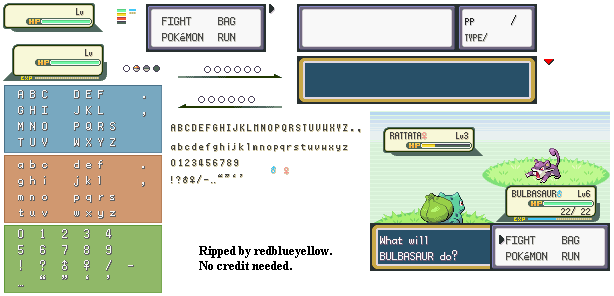 Lv
HP
Lv
HP
EXP
FIGHT BAG
POKéMON RUN
PP /
TYPE/
A B C D E F .
G H I J K L ,
M N O P Q R S
T U V W X Y Z
a b c d e f .
g h i j k l ,
m n o p q r s
t u v w x y z
0 1 2 3 4
5 6 7 8 9
! ? ♂ ♀ / -
… “ ” ‘ ’
ABCDEFGHIJKLMNOPQRSTUVWXYZ.,
abcdefghijklmnopqrstuvwxyz
0123456789
!?♂♀/-…“”‘’
♂ ♀
RATTATA♀ Lv3
HP
BULBASAUR♂ Lv6
HP
22/ 22
EXP
What will
BULBASAUR do?
FIGHT BAG
POKéMON RUN
Ripped by redblueyellow.
No credit needed.